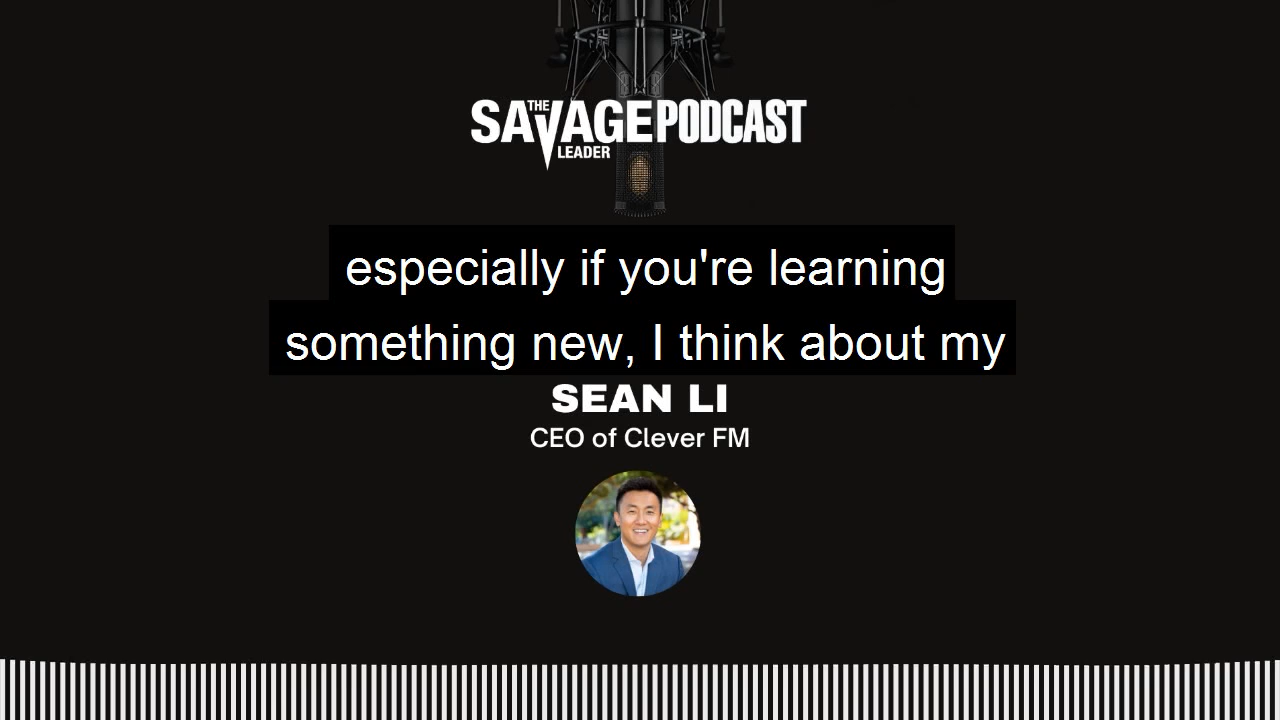 THE
SAVAGE PODCAST
LEADER
especially if you're learning
something new, I think about my
SEAN LI
CEO of Clever FM